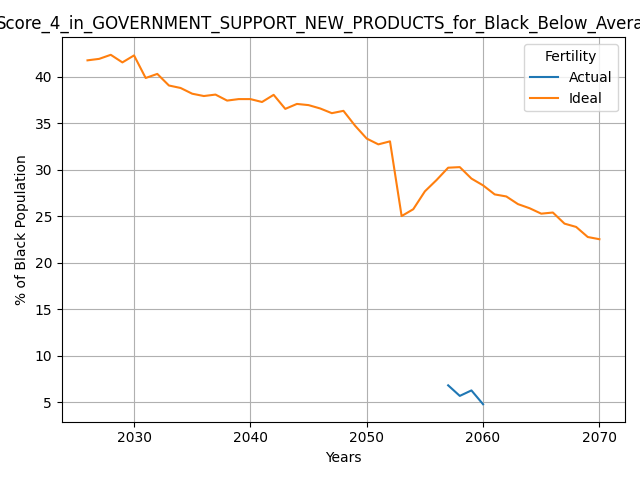 Score_4_in_GOVERNMENT_SUPPORT_NEW_PRODUCTS_for_Black_Below_Avera
Fertility
Actual
Ideal
% of Black Population
40
35
30
25
20
15
10
5
2030 2040 2050 2060 2070
Years